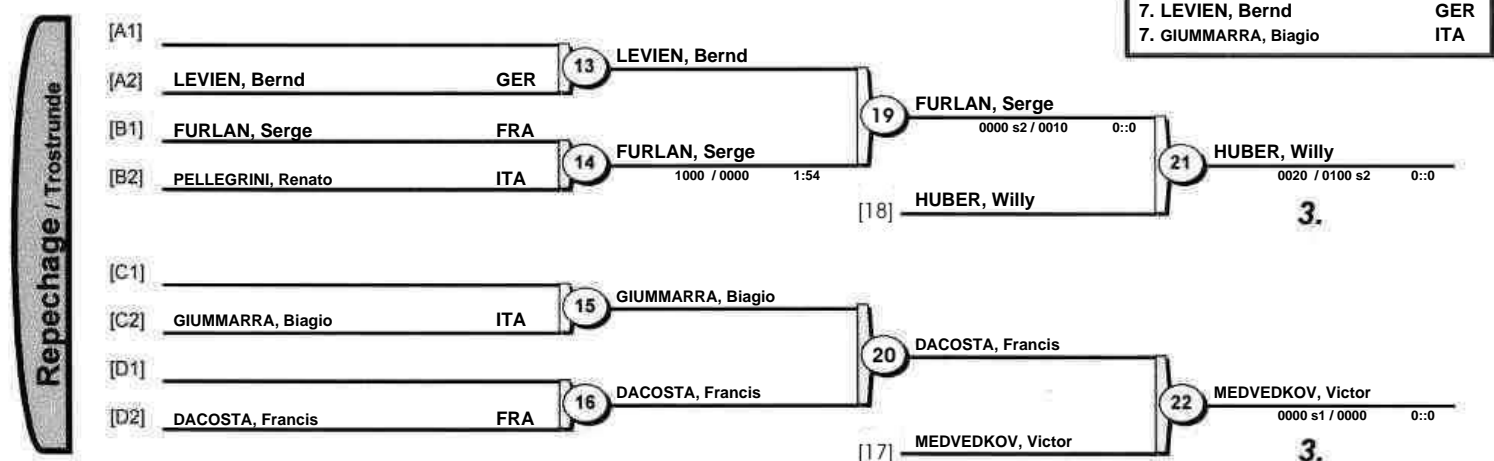 7. LEVIEN, Bernd GER
7. GIUMMARRA, Biagio ITA
Repechage / Trostrunde
[A1]
[A2] LEVIEN, Bernd GER
13 LEVIEN, Bernd
[B1] FURLAN, Serge FRA
[B2] PELLEGRINI, Renato ITA
14 FURLAN, Serge
1000 / 0000 1:54
19 FURLAN, Serge
0000 s2 / 0010 0::0
[18] HUBER, Willy
21 HUBER, Willy
0020 / 0100 s2 0::0
3.
[C1]
[C2] GIUMMARRA, Biagio ITA
15 GIUMMARRA, Biagio
[D1]
[D2] DACOSTA, Francis FRA
16 DACOSTA, Francis
20 DACOSTA, Francis
[17] MEDVEDKOV, Victor
22 MEDVEDKOV, Victor
0000 s1 / 0000 0::0
3.